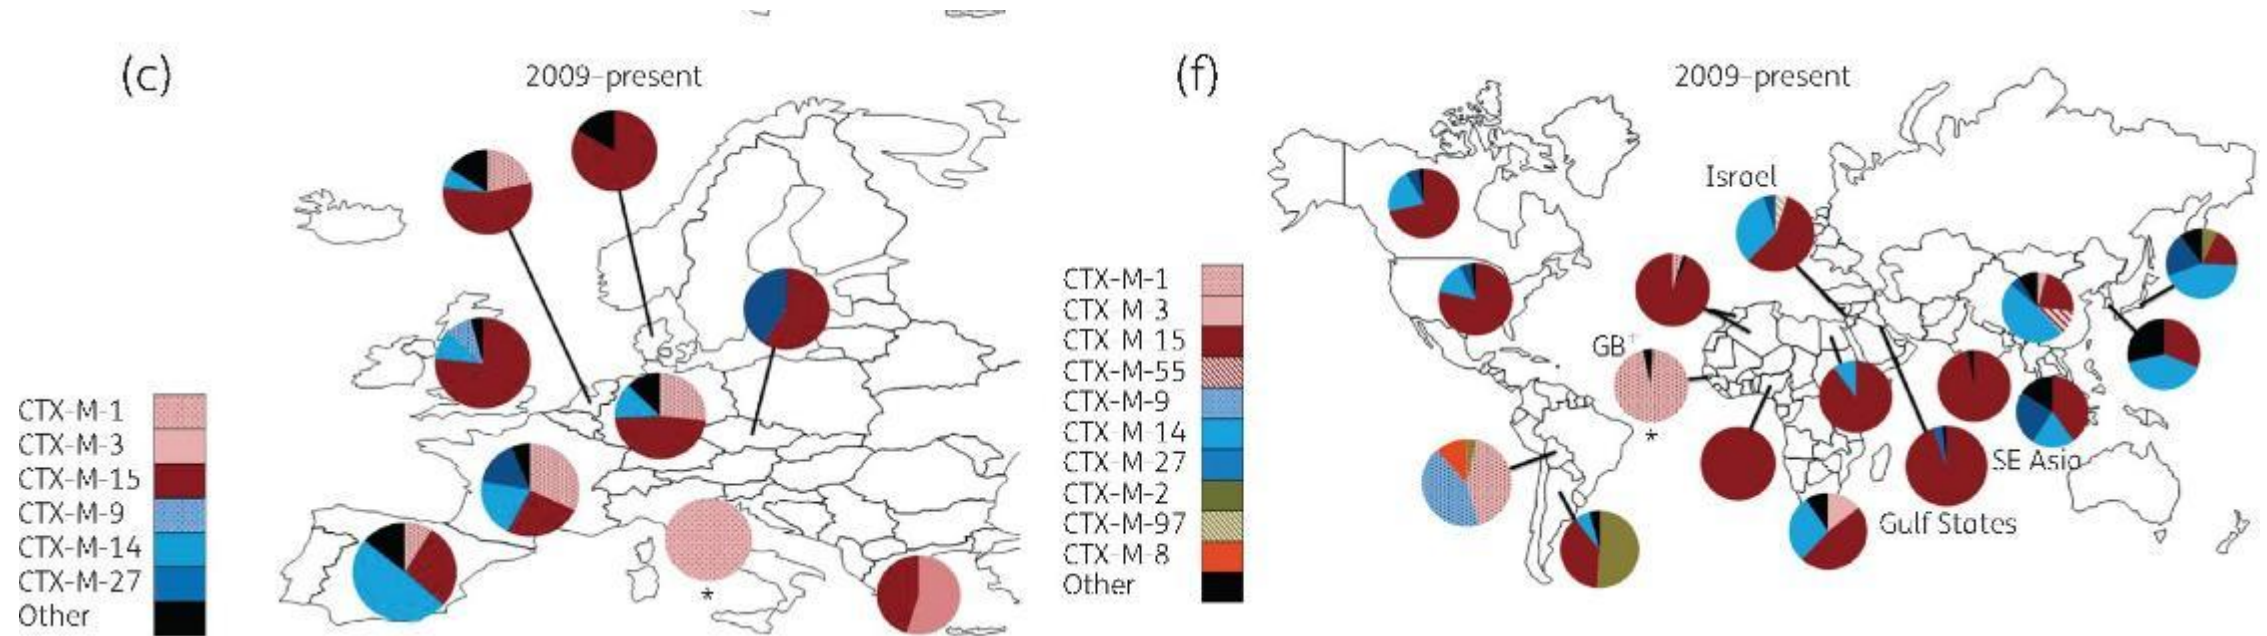 (c)
2009–present
CTX-M-1
CTX-M-3
CTX-M-15
CTX-M-9
CTX-M-14
CTX-M-27
Other
*
(f)
2009–present
Israel
GB+
*
SE Asia
Gulf States
CTX-M-1
CTX-M-3
CTX-M-15
CTX-M-55
CTX-M-9
CTX-M-14
CTX-M-27
CTX-M-2
CTX-M-97
CTX-M-8
Other